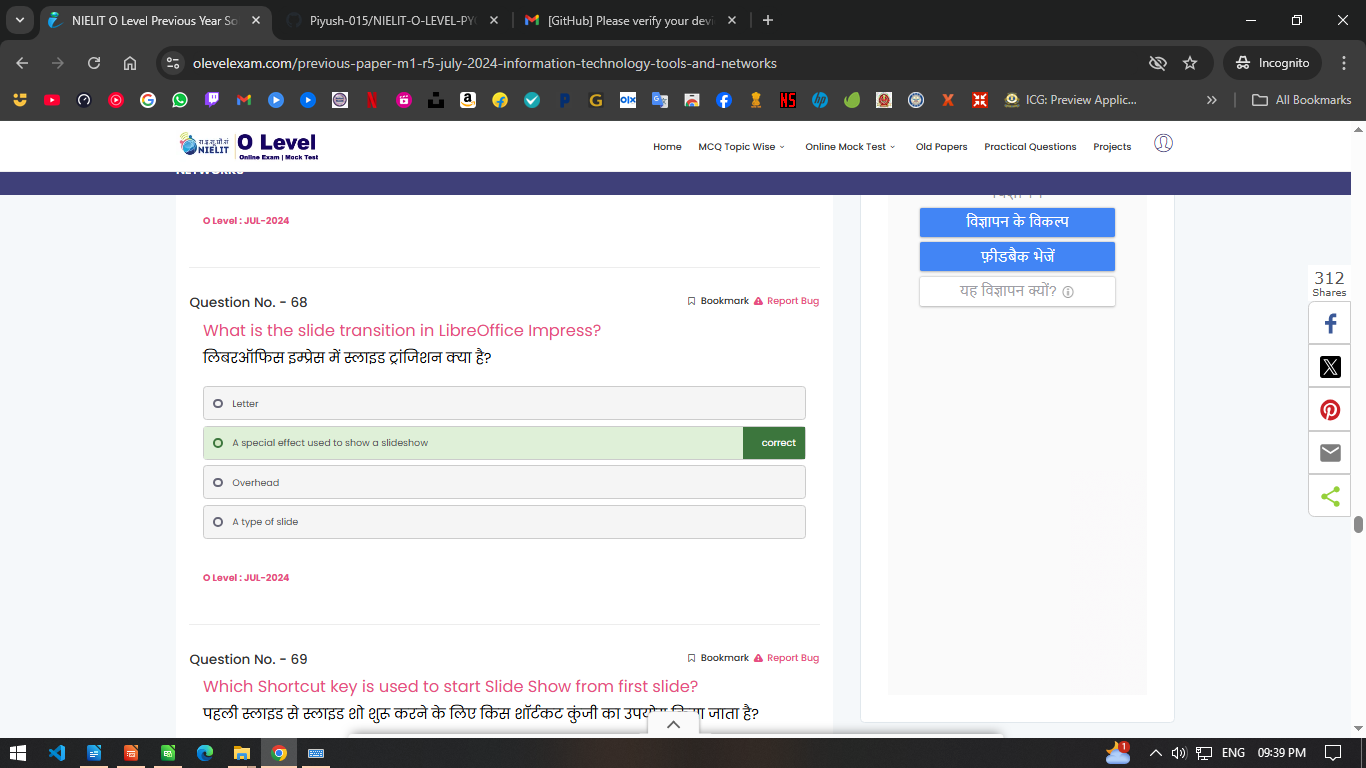 NIELIT O Level Previous Year So
Piyush-015/NIELIT-O-LEVEL-PY
[GitHub] Please verify your devi
olevelexam.com/previous-paper-m1-r5-july-2024-information-technology-tools-and-networks
Incognito
ICG: Preview Applic...
All Bookmarks
रा.इ.सू.प्रौ.सं
NIELIT
O Level
Online Exam | Mock Test
Home
MCQ Topic Wise
Online Mock Test
Old Papers
Practical Questions
Projects
NETWORKS
O Level : JUL-2024
Question No. - 68
Bookmark
Report Bug
What is the slide transition in LibreOffice Impress?
लिबरऑफिस इम्प्रेस में स्लाइड ट्रांजिशन क्या है?
Letter
A special effect used to show a slideshow
correct
Overhead
A type of slide
O Level : JUL-2024
Question No. - 69
Bookmark
Report Bug
Which Shortcut key is used to start Slide Show from first slide?
पहली स्लाइड से स्लाइड शो शुरू करने के लिए किस शॉर्टकट कुंजी का उपयोग किया जाता है?
विज्ञापन के विकल्प
फ़ीडबैक भेजें
यह विज्ञापन क्यों?
312
Shares
1
ENG
09:39 PM